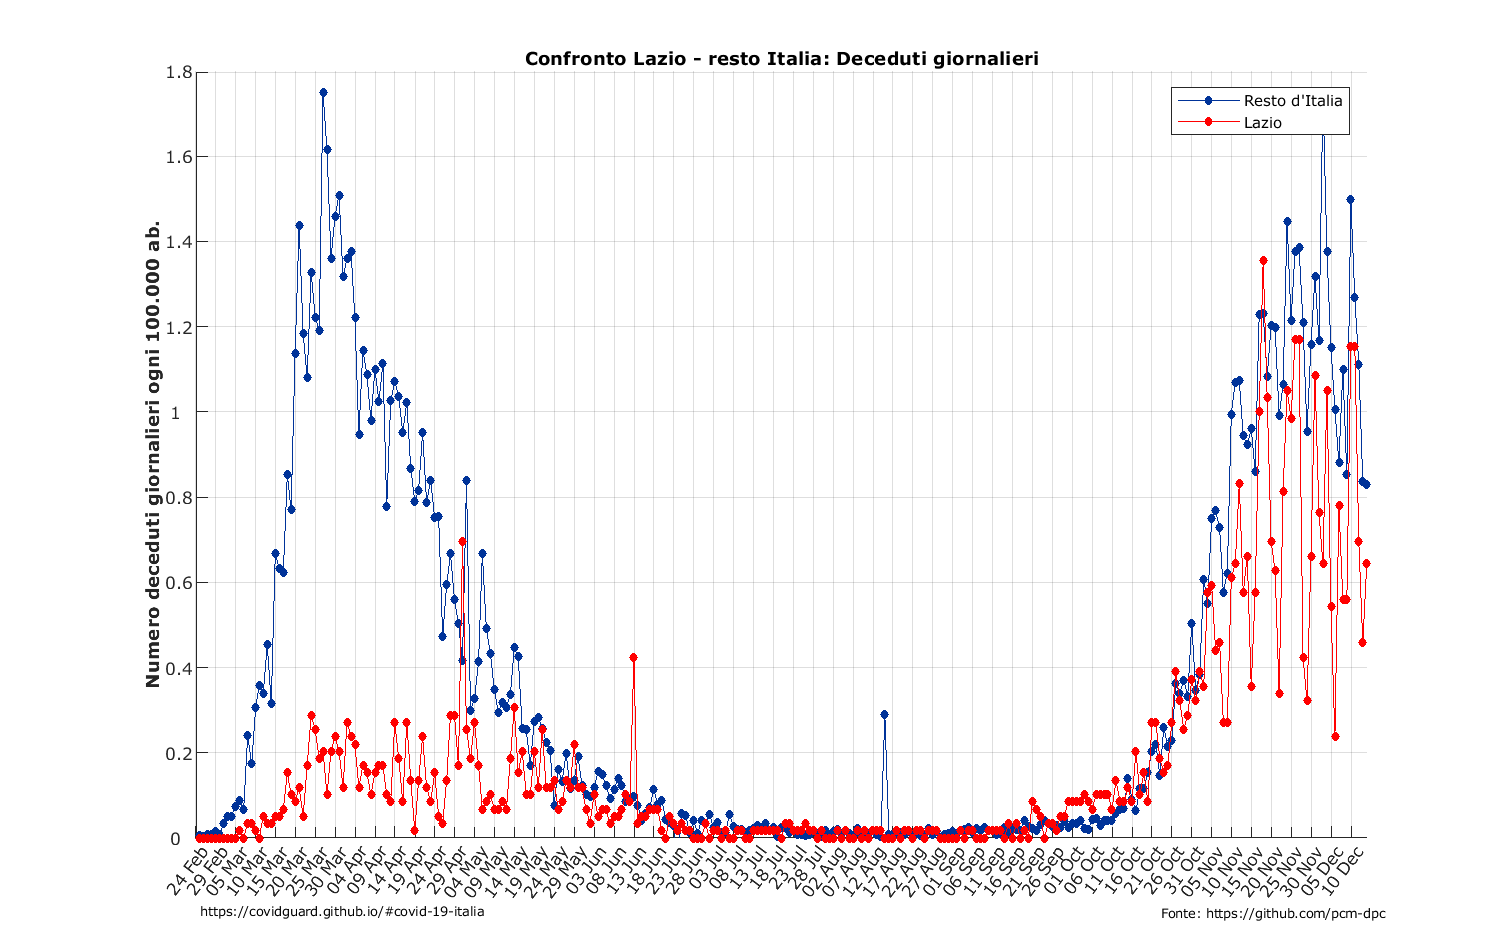 Confronto Lazio - resto Italia: Deceduti giornalieri
Resto d'Italia
Lazio
Numero deceduti giornalieri ogni 100.000 ab.
1.8
1.6
1.4
1.2
1
0.8
0.6
0.4
0.2
0
24 Feb
29 Feb
05 Mar
10 Mar
15 Mar
20 Mar
25 Mar
30 Mar
04 Apr
09 Apr
14 Apr
19 Apr
24 Apr
29 Apr
04 May
09 May
14 May
19 May
24 May
29 May
03 Jun
08 Jun
13 Jun
18 Jun
23 Jun
28 Jun
03 Jul
08 Jul
13 Jul
18 Jul
23 Jul
28 Jul
02 Aug
07 Aug
12 Aug
17 Aug
22 Aug
27 Aug
01 Sep
06 Sep
11 Sep
16 Sep
21 Sep
26 Sep
01 Oct
06 Oct
11 Oct
16 Oct
21 Oct
26 Oct
31 Oct
05 Nov
10 Nov
15 Nov
20 Nov
25 Nov
30 Nov
05 Dec
10 Dec
https://covidguard.github.io/#covid-19-italia
Fonte: https://github.com/pcm-dpc